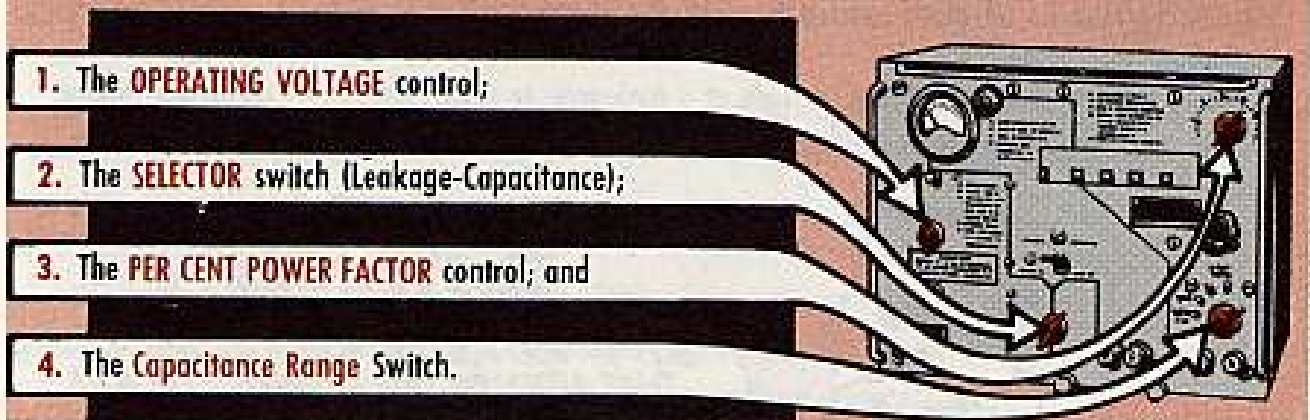 1. The OPERATING VOLTAGE control;
2. The SELECTOR switch (Leakage-Capacitance);
3. The PER CENT POWER FACTOR control; and
4. The Capacitance Range Switch.